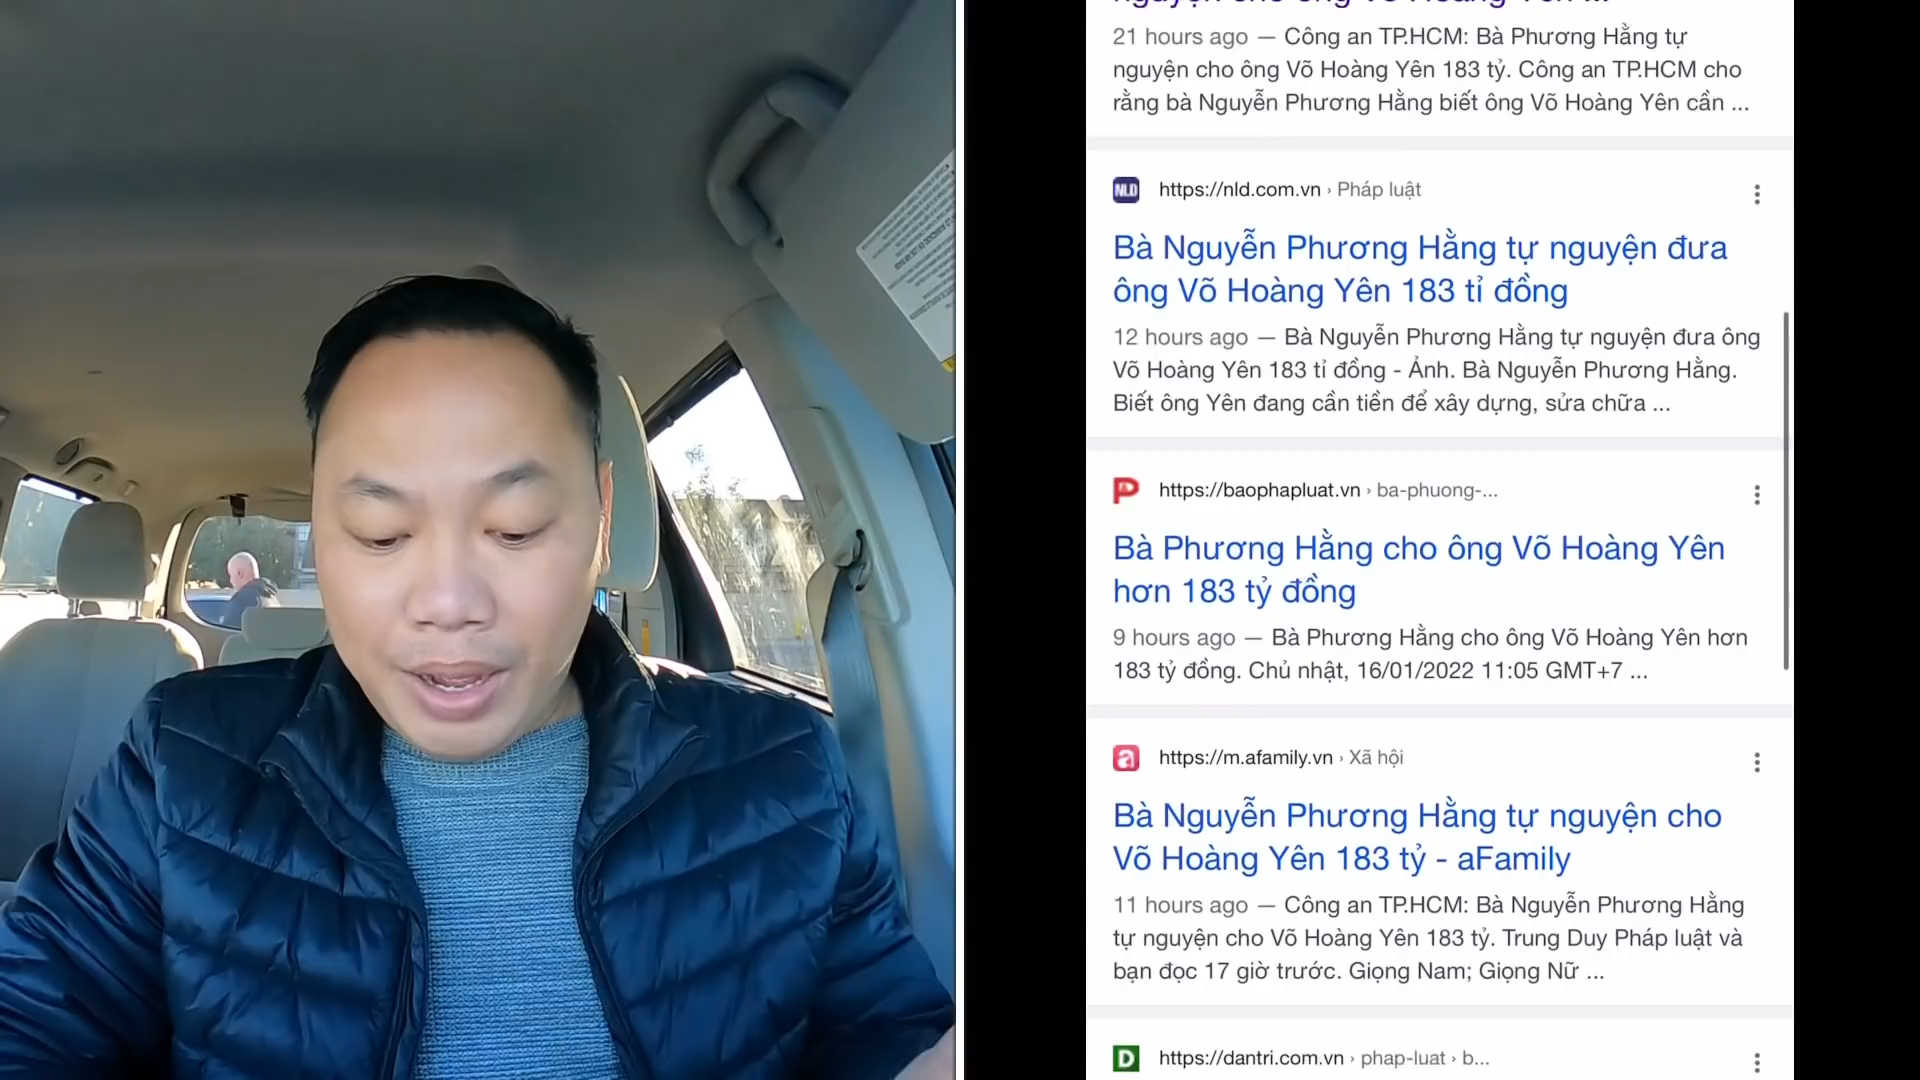 21 hours ago — Công an TP.HCM: Bà Phương Hằng tự
nguyện cho ông Võ Hoàng Yên 183 tỷ. Công an TP.HCM cho
rằng bà Nguyễn Phương Hằng biết ông Võ Hoàng Yên cần ...
NLD
https://nld.com.vn › Pháp luật
Bà Nguyễn Phương Hằng tự nguyện đưa
ông Võ Hoàng Yên 183 tỉ đồng
12 hours ago — Bà Nguyễn Phương Hằng tự nguyện đưa ông
Võ Hoàng Yên 183 tỉ đồng - Ảnh. Bà Nguyễn Phương Hằng.
Biết ông Yên đang cần tiền để xây dựng, sửa chữa ...
P
https://baophapluat.vn › ba-phuong-...
Bà Phương Hằng cho ông Võ Hoàng Yên
hơn 183 tỷ đồng
9 hours ago — Bà Phương Hằng cho ông Võ Hoàng Yên hơn
183 tỷ đồng. Chủ nhật, 16/01/2022 11:05 GMT+7 ...
a
https://m.afamily.vn › Xã hội
Bà Nguyễn Phương Hằng tự nguyện cho
Võ Hoàng Yên 183 tỷ - aFamily
11 hours ago — Công an TP.HCM: Bà Nguyễn Phương Hằng
tự nguyện cho Võ Hoàng Yên 183 tỷ. Trung Duy Pháp luật và
bạn đọc 17 giờ trước. Giọng Nam; Giọng Nữ ...
D
https://dantri.com.vn › phap-luat › b...